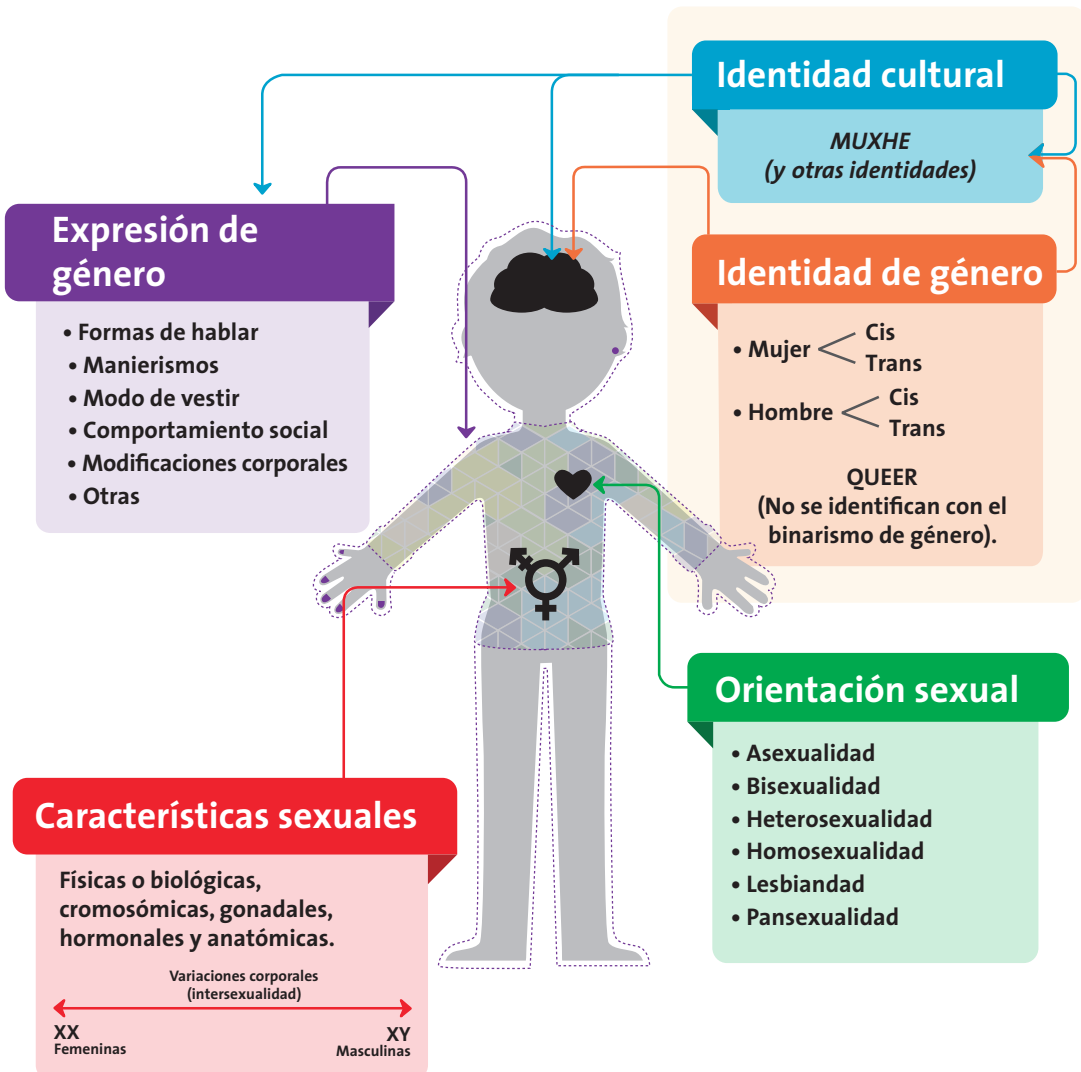 Identidad cultural
MUXHE
(y otras identidades)
Expresión de
género
• Formas de hablar
• Manierismos
• Modo de vestir
• Comportamiento social
• Modificaciones corporales
• Otras
Identidad de género
• Mujer
Cis
Trans
• Hombre
Cis
Trans
QUEER
(No se identifican con el
binarismo de género).
Orientación sexual
• Asexualidad
• Bisexualidad
• Heterosexualidad
• Homosexualidad
• Lesbiandad
• Pansexualidad
Características sexuales
Físicas o biológicas,
cromosómicas, gonadales,
hormonales y anatómicas.
Variaciones corporales
(intersexualidad)
XX
Femeninas
XY
Masculinas